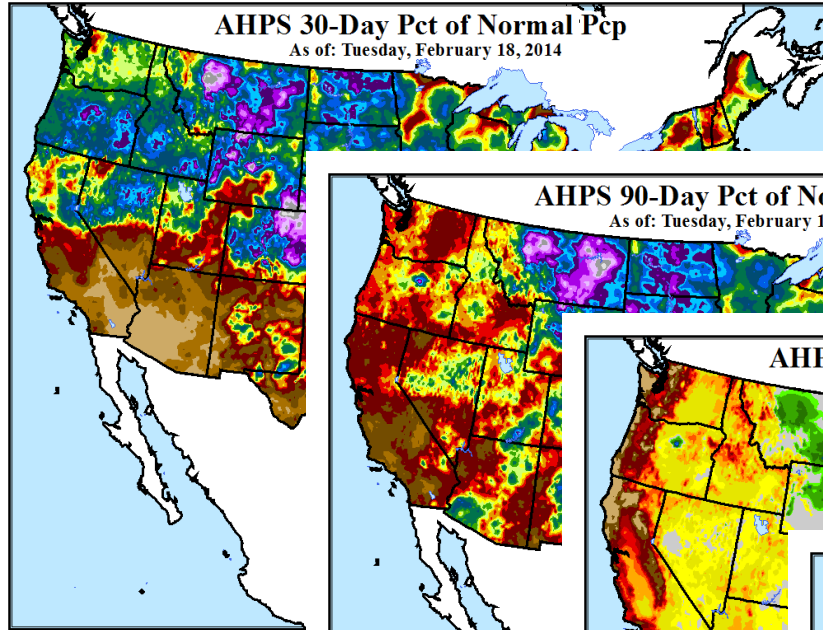 AHPS 30-Day Pct of Normal Pcp
As of: Tuesday, February 18, 2014
AHPS 90-Day Pct of No
As of: Tuesday, February 1
AHP